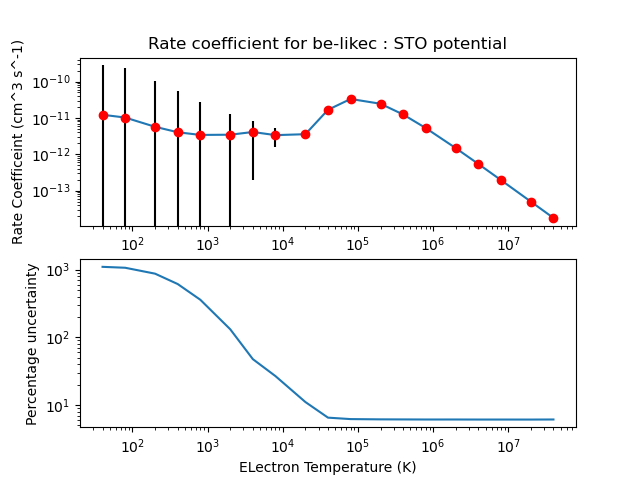 Rate coefficient for be-likec : STO potential
Rate Coefficeint (cm^3 s^-1)
10^−10
10^−11
10^−12
10^−13
10^2 10^3 10^4 10^5 10^6 10^7
Percentage uncertainty
10^3
10^2
10^1
10^2 10^3 10^4 10^5 10^6 10^7
ELectron Temperature (K)